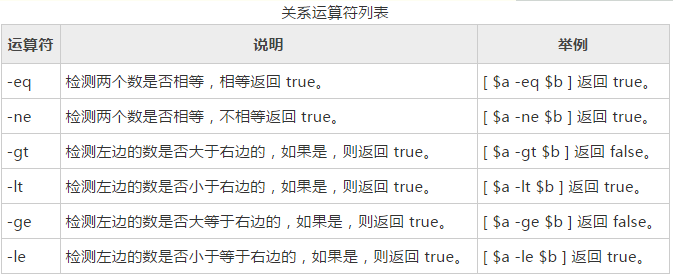 关系运算符列表
运算符 说明 举例
-eq 检测两个数是否相等，相等返回 true。 [ $a -eq $b ] 返回 true。
-ne 检测两个数是否相等，不相等返回 true。 [ $a -ne $b ] 返回 true。
-gt 检测左边的数是否大于右边的，如果是，则返回 true。 [ $a -gt $b ] 返回 false。
-lt 检测左边的数是否小于右边的，如果是，则返回 true。 [ $a -lt $b ] 返回 true。
-ge 检测左边的数是否大等于右边的，如果是，则返回 true。 [ $a -ge $b ] 返回 false。
-le 检测左边的数是否小于等于右边的，如果是，则返回 true。 [ $a -le $b ] 返回 true。